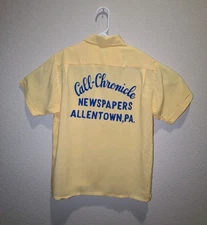 Call-Chronicle
NEWSPAPERS
ALLENTOWN, PA.